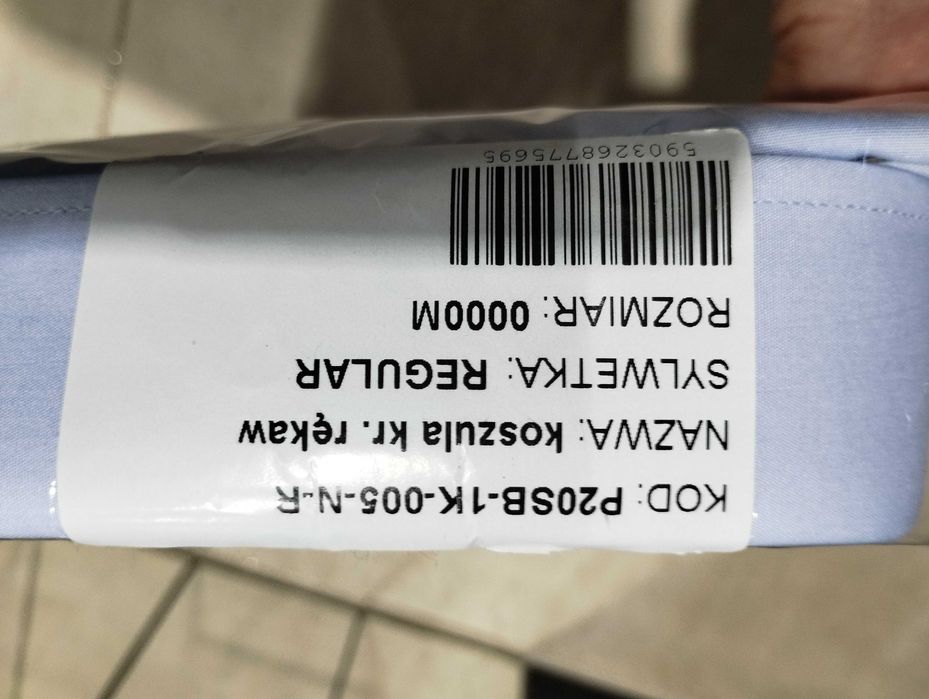 KOD: P20SB-1K-005-N-R
NAZWA: koszula kr. rękaw
SYLWETKA: REGULAR
ROZMIAR: 0000M
5903268775695